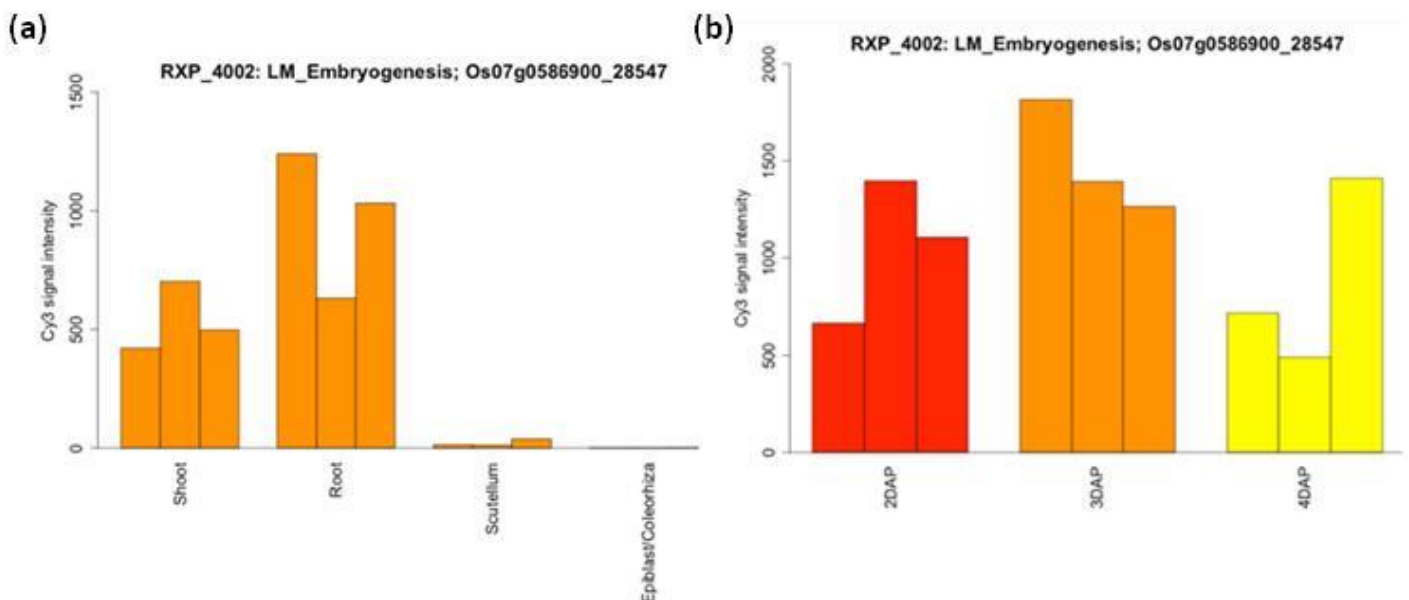 (a)
RXP_4002: LM_Embryogenesis; Os07g0586900_28547
Cy3 signal intensity
1500
1000
500
0
Shoot
Root
Scutellum
Epiblast/Coleorhiza
(b)
RXP_4002: LM_Embryogenesis; Os07g0586900_28547
Cy3 signal intensity
2000
1500
1000
500
0
2DAP
3DAP
4DAP